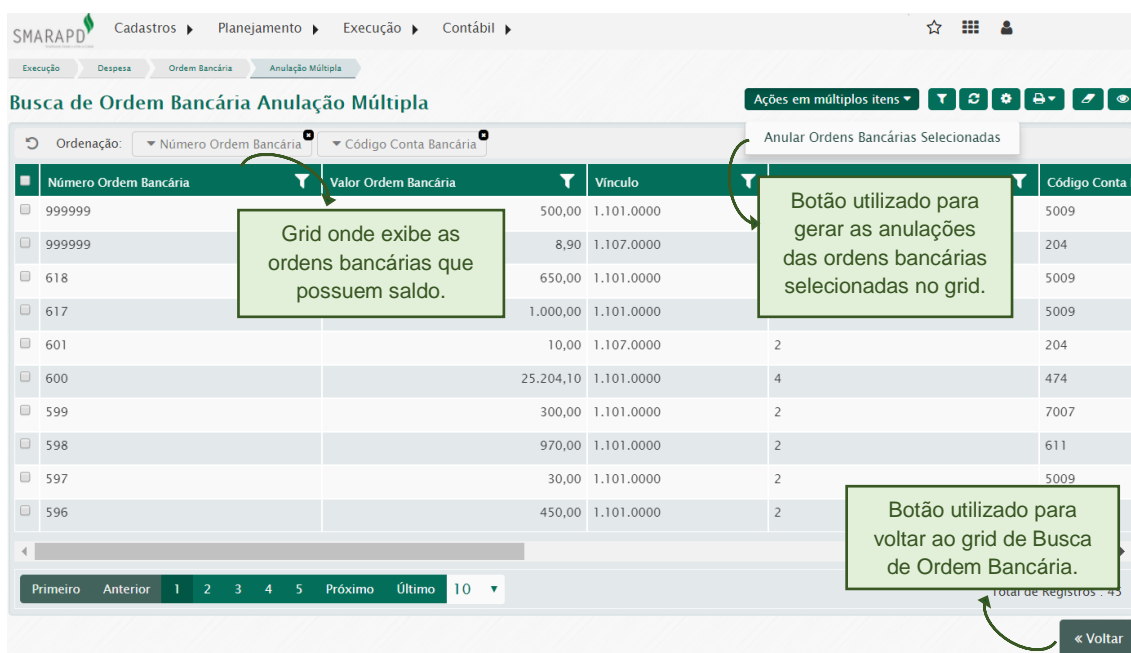 SMARAPD Cadastros Planejamento Execução Contábil
Execução Despesa Ordem Bancária Anulação Múltipla
Busca de Ordem Bancária Anulação Múltipla
Ações em múltiplos itens
Anular Ordens Bancárias Selecionadas
Ordenação: Número Ordem Bancária Código Conta Bancária
Número Ordem Bancária Valor Ordem Bancária Vínculo Código Conta
999999 500,00 1.101.0000 5009
999999 8,90 1.107.0000 204
618 650,00 1.101.0000 5009
617 1.000,00 1.101.0000 5009
601 10,00 1.107.0000 2 204
600 25.204,10 1.101.0000 4 474
599 300,00 1.101.0000 2 7007
598 970,00 1.101.0000 2 611
597 30,00 1.101.0000 2 5009
596 450,00 1.101.0000 2
Grid onde exibe as
ordens bancárias que
possuem saldo.
Botão utilizado para
gerar as anulações
das ordens bancárias
selecionadas no grid.
Botão utilizado para
voltar ao grid de Busca
de Ordem Bancária.
Primeiro Anterior 1 2 3 4 5 Próximo Último 10
Total de Registros : 45
« Voltar